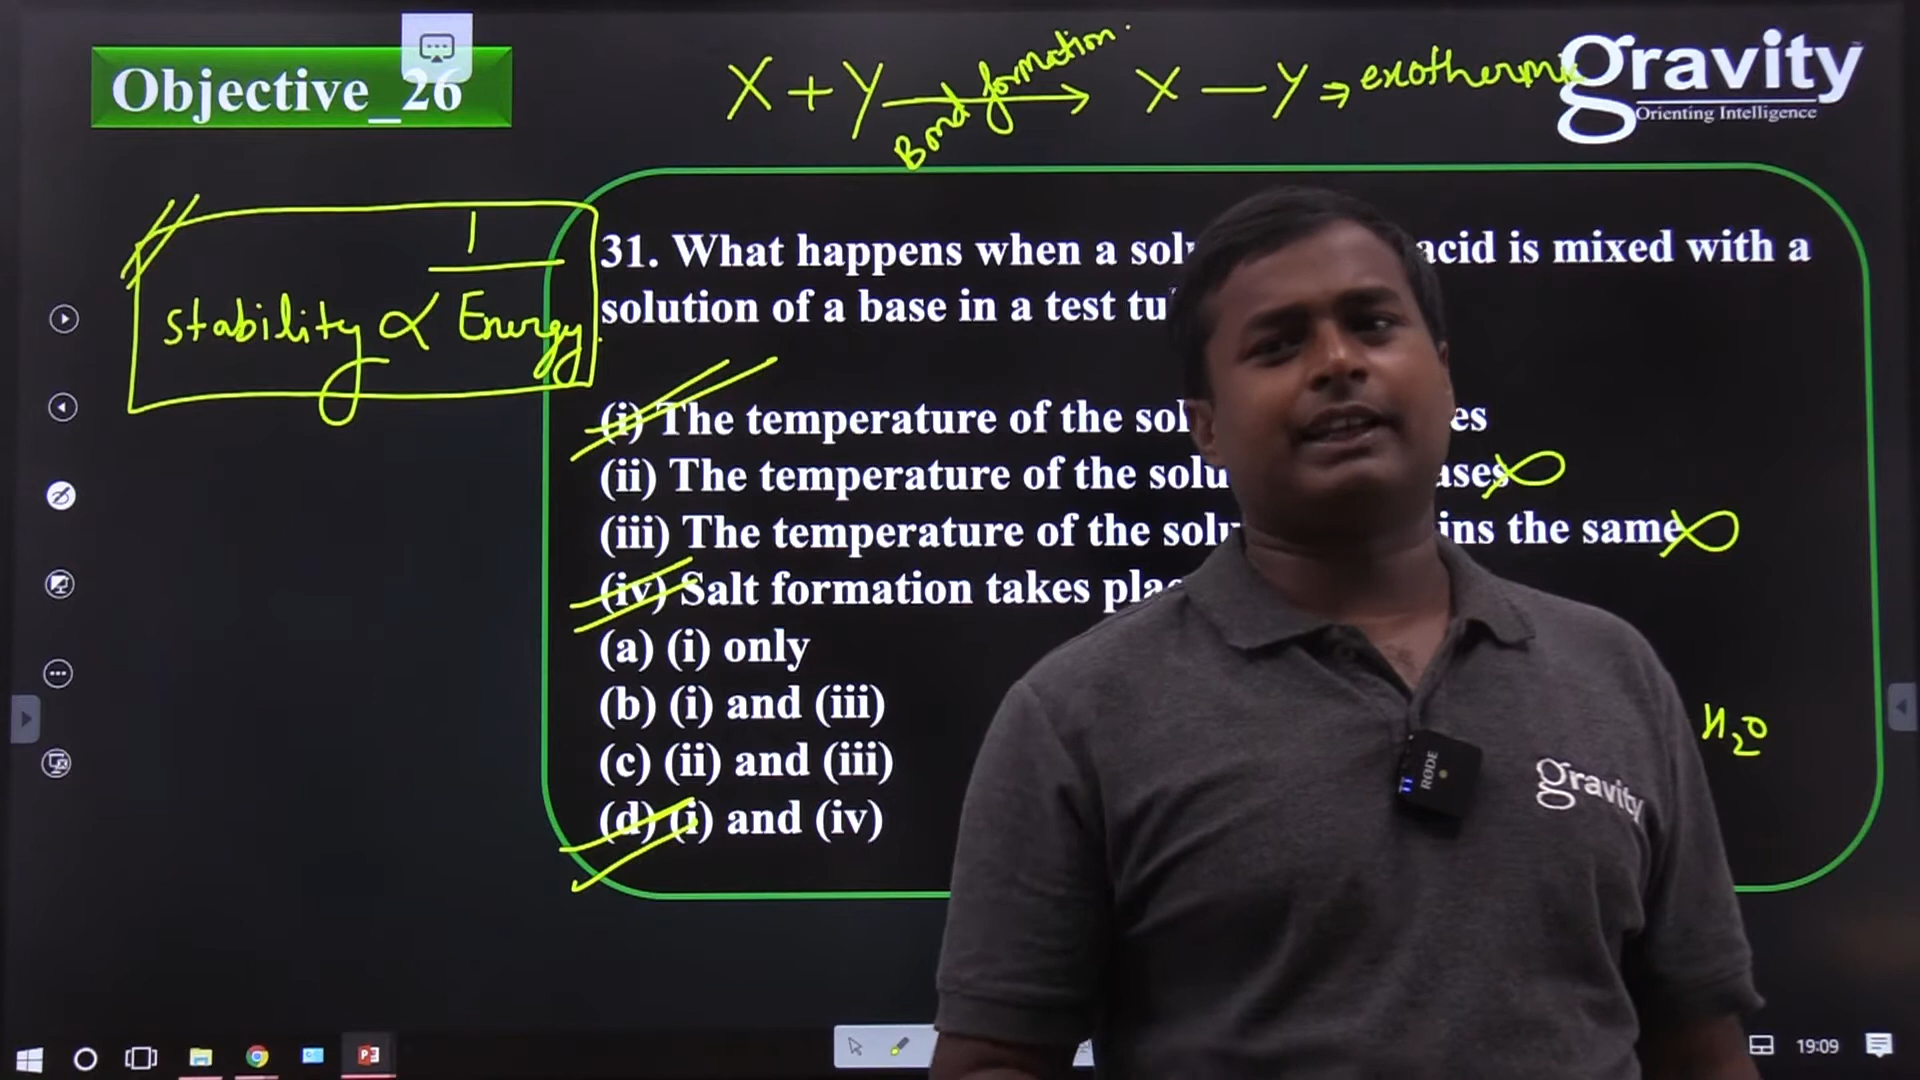 Objective_26
X + Y Bond formation X — Y ⇒ exothermic
gravity
Orienting Intelligence
1
stability ∝ Energy
31. What happens when a sol acid is mixed with a
solution of a base in a test tu
(i) The temperature of the sol es
(ii) The temperature of the solu ases
(iii) The temperature of the solu ins the same
(iv) Salt formation takes pla
(a) (i) only
(b) (i) and (iii)
(c) (ii) and (iii)
(d) (i) and (iv)
H2O
RODE
gravity
19:09